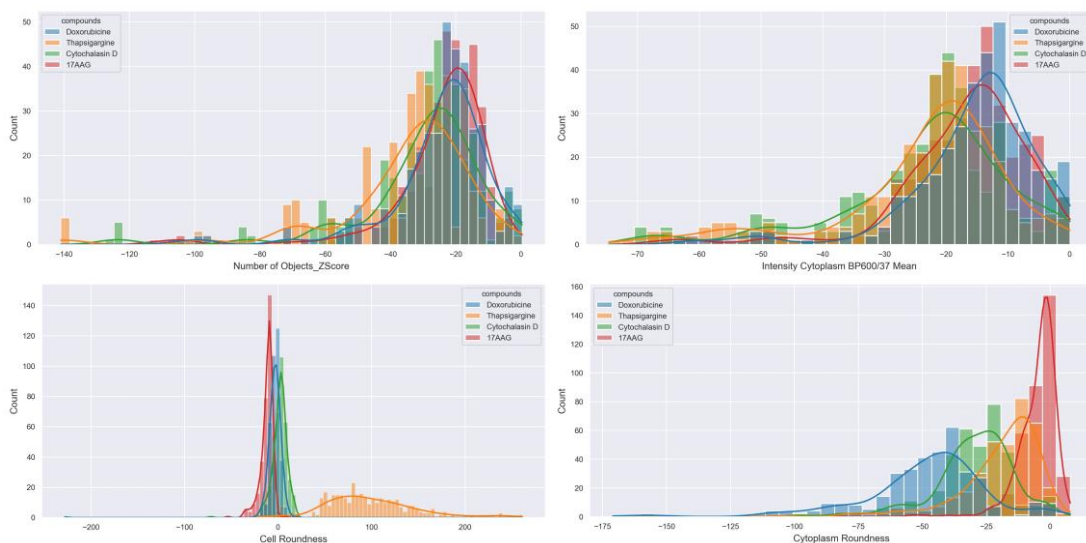 compounds
Doxorubicine
Thapsigargine
Cytochalasin D
17AAG
Count
50
40
30
20
10
0
-140 -120 -100 -80 -60 -40 -20 0
Number of Objects_ZScore
compounds
Doxorubicine
Thapsigargine
Cytochalasin D
17AAG
Count
50
40
30
20
10
0
-70 -60 -50 -40 -30 -20 -10 0
Intensity Cytoplasm BP600/37 Mean
compounds
Doxorubicine
Thapsigargine
Cytochalasin D
17AAG
Count
140
120
100
80
60
40
20
0
-200 -100 0 100 200
Cell Roundness
compounds
Doxorubicine
Thapsigargine
Cytochalasin D
17AAG
Count
160
140
120
100
80
60
40
20
0
-175 -150 -125 -100 -75 -50 -25 0
Cytoplasm Roundness